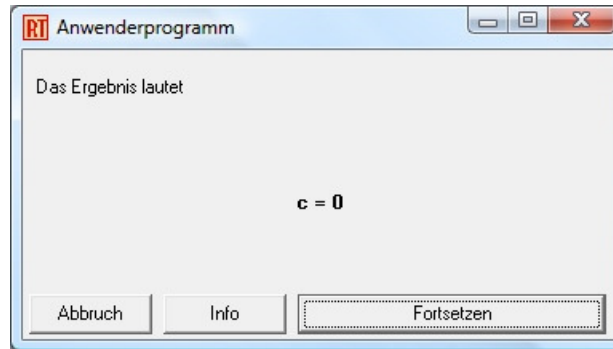 RT Anwenderprogramm
Das Ergebnis lautet
c = 0
Abbruch Info Fortsetzen